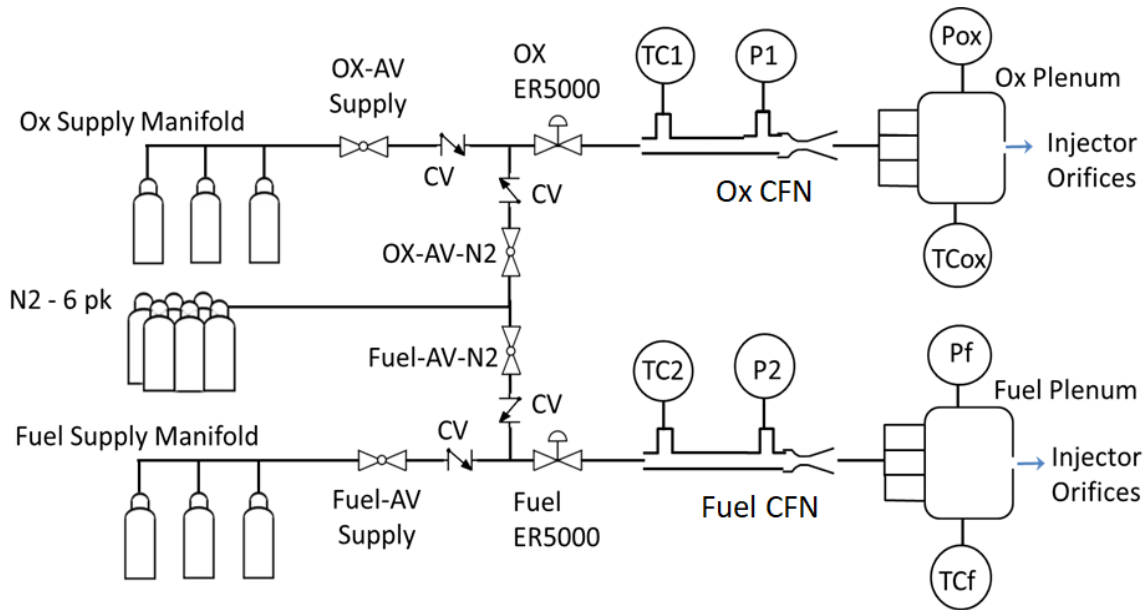 OX-AV
Supply
OX
ER5000
TC1
P1
Pox
Ox Plenum
Ox Supply Manifold
CV
CV
Ox CFN
Injector
Orifices
OX-AV-N2
TCox
N2 - 6 pk
Fuel-AV-N2
TC2
P2
Pf
Fuel Plenum
CV
Fuel Supply Manifold
CV
Fuel-AV
Supply
Fuel
ER5000
Fuel CFN
Injector
Orifices
TCf